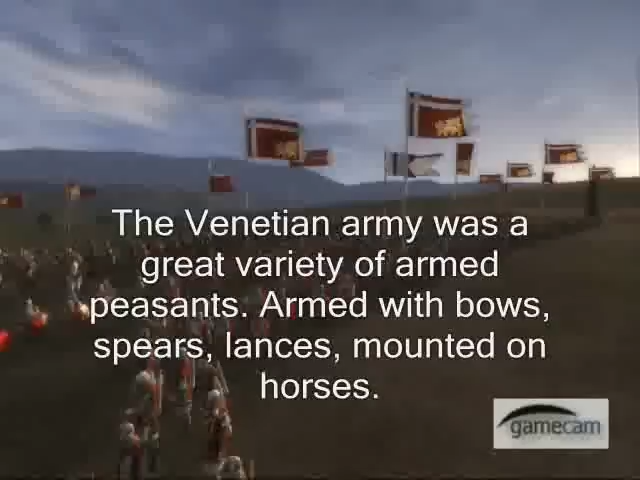 The Venetian army was a
great variety of armed
peasants. Armed with bows,
spears, lances, mounted on
horses.
gamecam